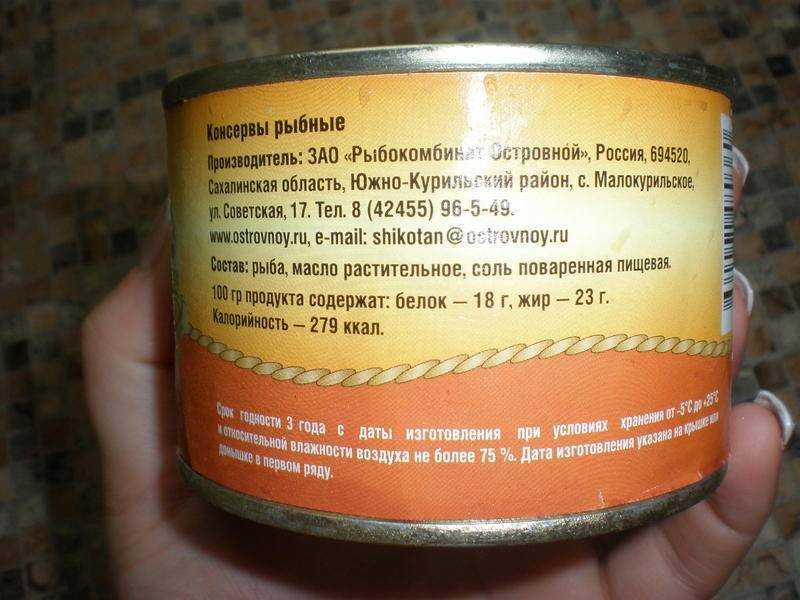 Консервы рыбные
Производитель: ЗАО «Рыбокомбинат Островной», Россия, 694520,
Сахалинская область, Южно-Курильский район, с. Малокурильское,
ул. Советская, 17. Тел. 8 (42455) 96-5-49.
www.ostrovnoy.ru, e-mail: shikotan@ostrovnoy.ru
Состав: рыба, масло растительное, соль поваренная пищевая.
100 гр продукта содержат: белок – 18 г, жир – 23 г.
Калорийность – 279 ккал.
Срок годности 3 года с даты изготовления при условиях хранения от -5°С до +25°С
и относительной влажности воздуха не более 75 %. Дата изготовления указана на крышке или
донышке в первом ряду.